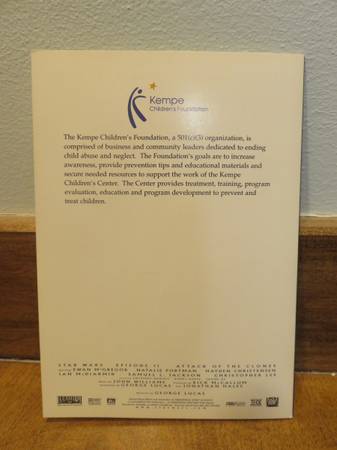 Kempe
Children's Foundation
The Kempe Children's Foundation, a 501(c)(3) organization, is
comprised of business and community leaders dedicated to ending
child abuse and neglect. The Foundation's goals are to increase
awareness, provide prevention tips and educational materials and
secure needed resources to support the work of the Kempe
Children's Center. The Center provides treatment, training, program
evaluation, education and program development to prevent and
treat children.
STAR WARS EPISODE II ATTACK OF THE CLONES
EWAN McGREGOR NATALIE PORTMAN HAYDEN CHRISTENSEN
IAN McDIARMID SAMUEL L. JACKSON CHRISTOPHER LEE
JOHN WILLIAMS RICK McCALLUM
GEORGE LUCAS JONATHAN HALES
GEORGE LUCAS
THX FOX